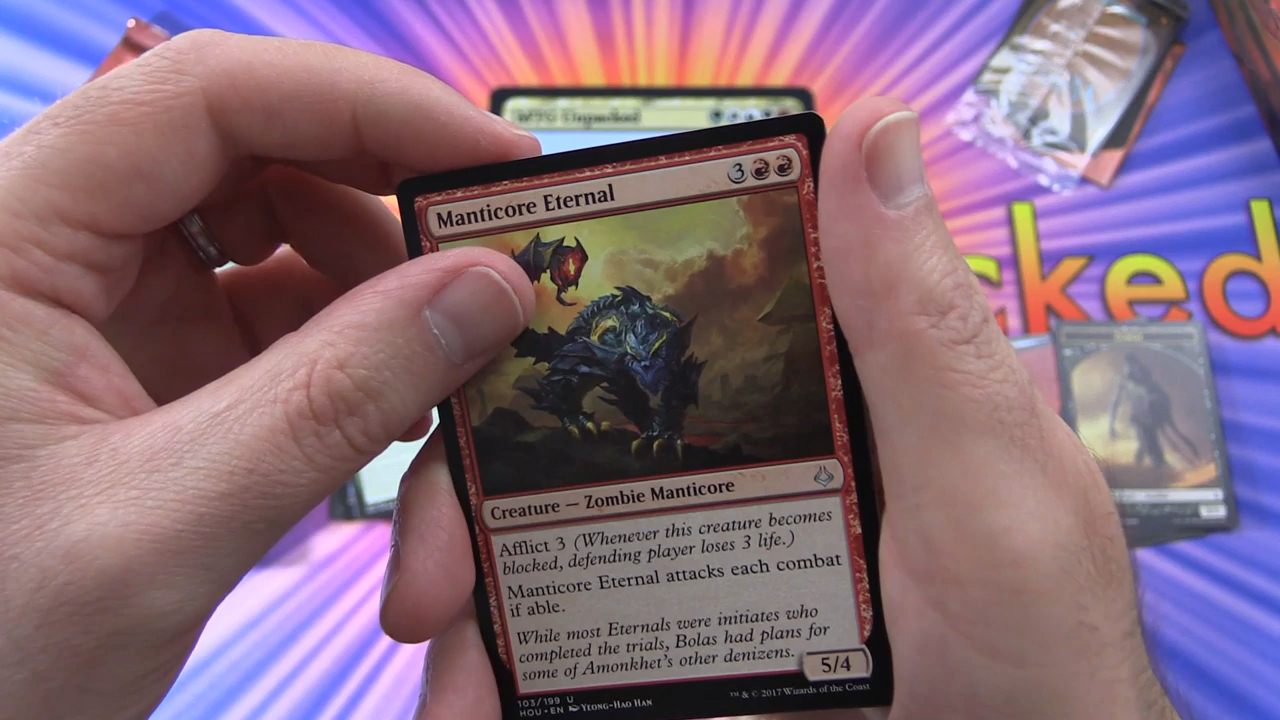 MTG Unpacked
Manticore Eternal
3
cked
Creature — Zombie Manticore
Afflict 3 (Whenever this creature becomes
blocked, defending player loses 3 life.)
Manticore Eternal attacks each combat
if able.
While most Eternals were initiates who
completed the trials, Bolas had plans for
some of Amonkhet's other denizens.
5/4
103/199 U
HOU • EN Yeong-Hao Han
™ & © 2017 Wizards of the Coast